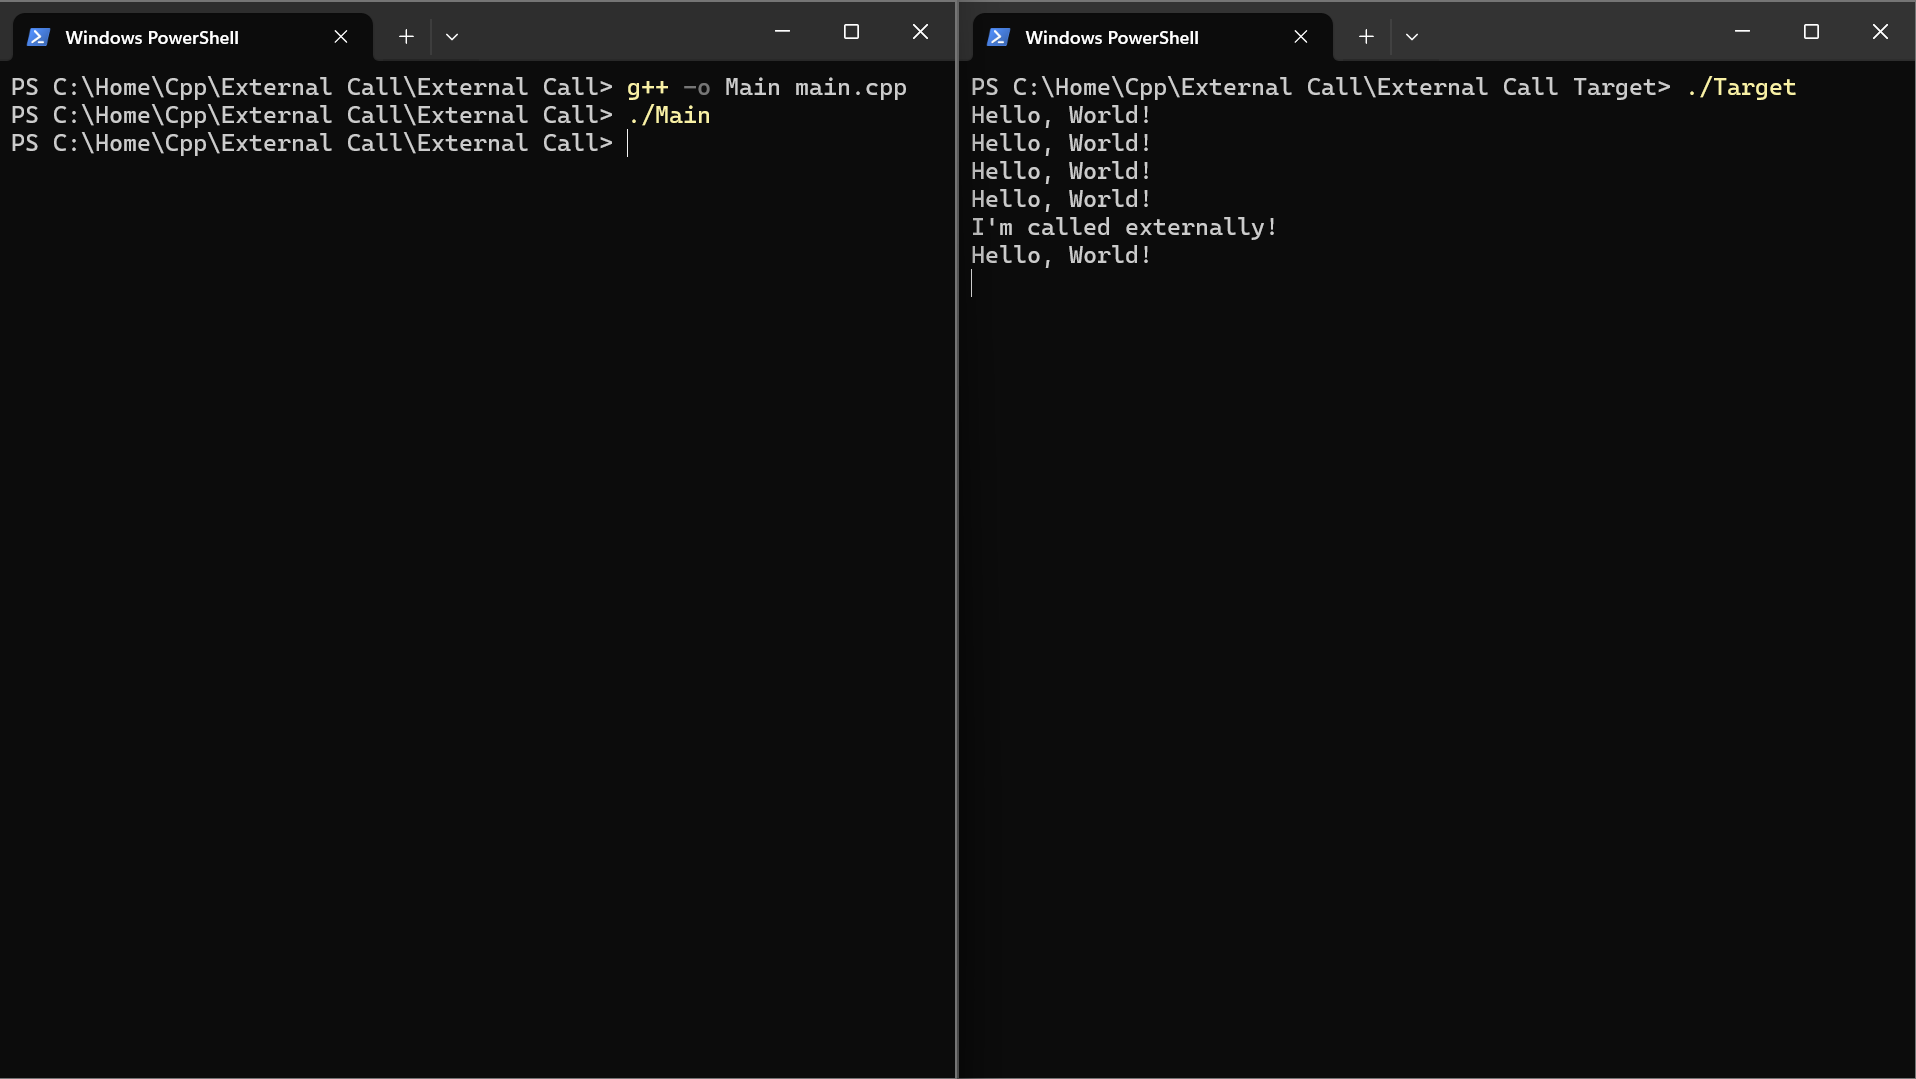 Windows PowerShell
PS C:\Home\Cpp\External Call\External Call> g++ -o Main main.cpp
PS C:\Home\Cpp\External Call\External Call> ./Main
PS C:\Home\Cpp\External Call\External Call>
Windows PowerShell
PS C:\Home\Cpp\External Call\External Call Target> ./Target
Hello, World!
Hello, World!
Hello, World!
Hello, World!
I'm called externally!
Hello, World!